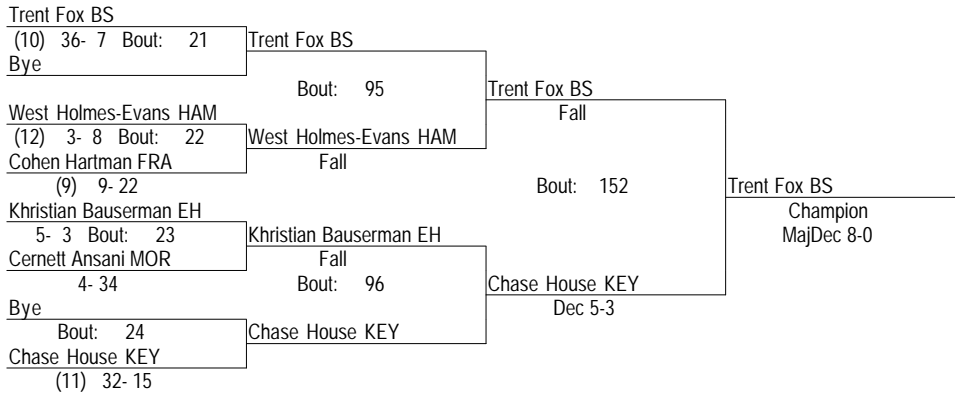 Trent Fox BS
(10) 36- 7 Bout: 21
Trent Fox BS
Bye
Bout: 95
Trent Fox BS
Fall
West Holmes-Evans HAM
(12) 3- 8 Bout: 22
West Holmes-Evans HAM
Cohen Hartman FRA
Fall
(9) 9- 22
Bout: 152
Trent Fox BS
Champion
MajDec 8-0
Khristian Bauserman EH
5- 3 Bout: 23
Khristian Bauserman EH
Cernett Ansani MOR
Fall
4- 34
Bout: 96
Chase House KEY
Dec 5-3
Bye
Bout: 24
Chase House KEY
Chase House KEY
(11) 32- 15